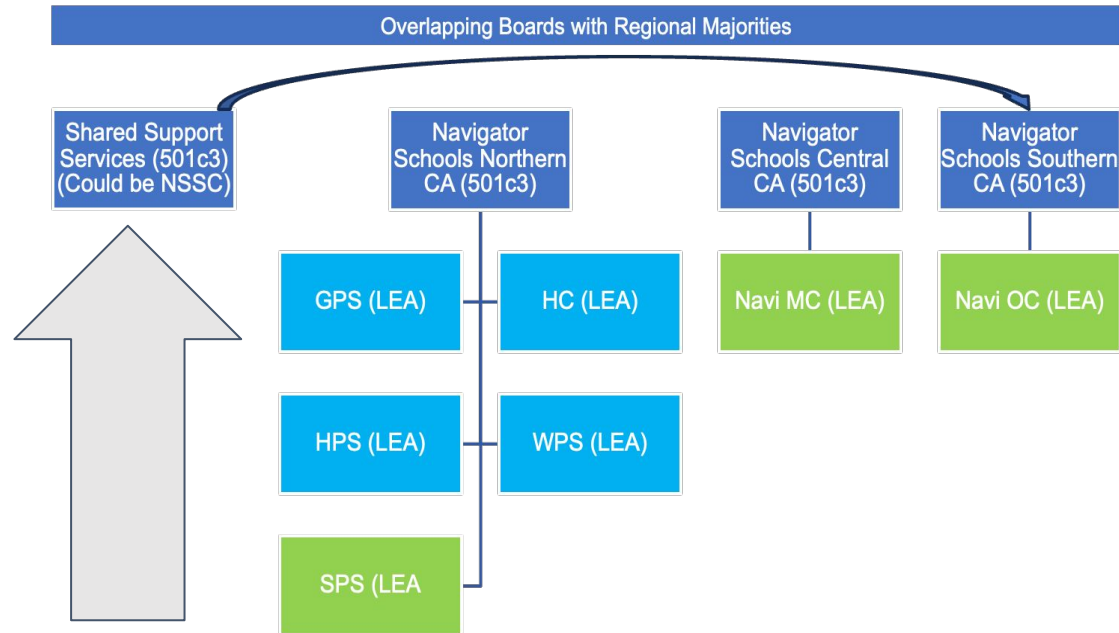 Overlapping Boards with Regional Majorities
Shared Support
Services (501c3)
(Could be NSSC)
Navigator
Schools Northern
CA (501c3)
Navigator
Schools Central
CA (501c3)
Navigator
Schools Southern
CA (501c3)
GPS (LEA)
HC (LEA)
Navi MC (LEA)
Navi OC (LEA)
HPS (LEA)
WPS (LEA)
SPS (LEA